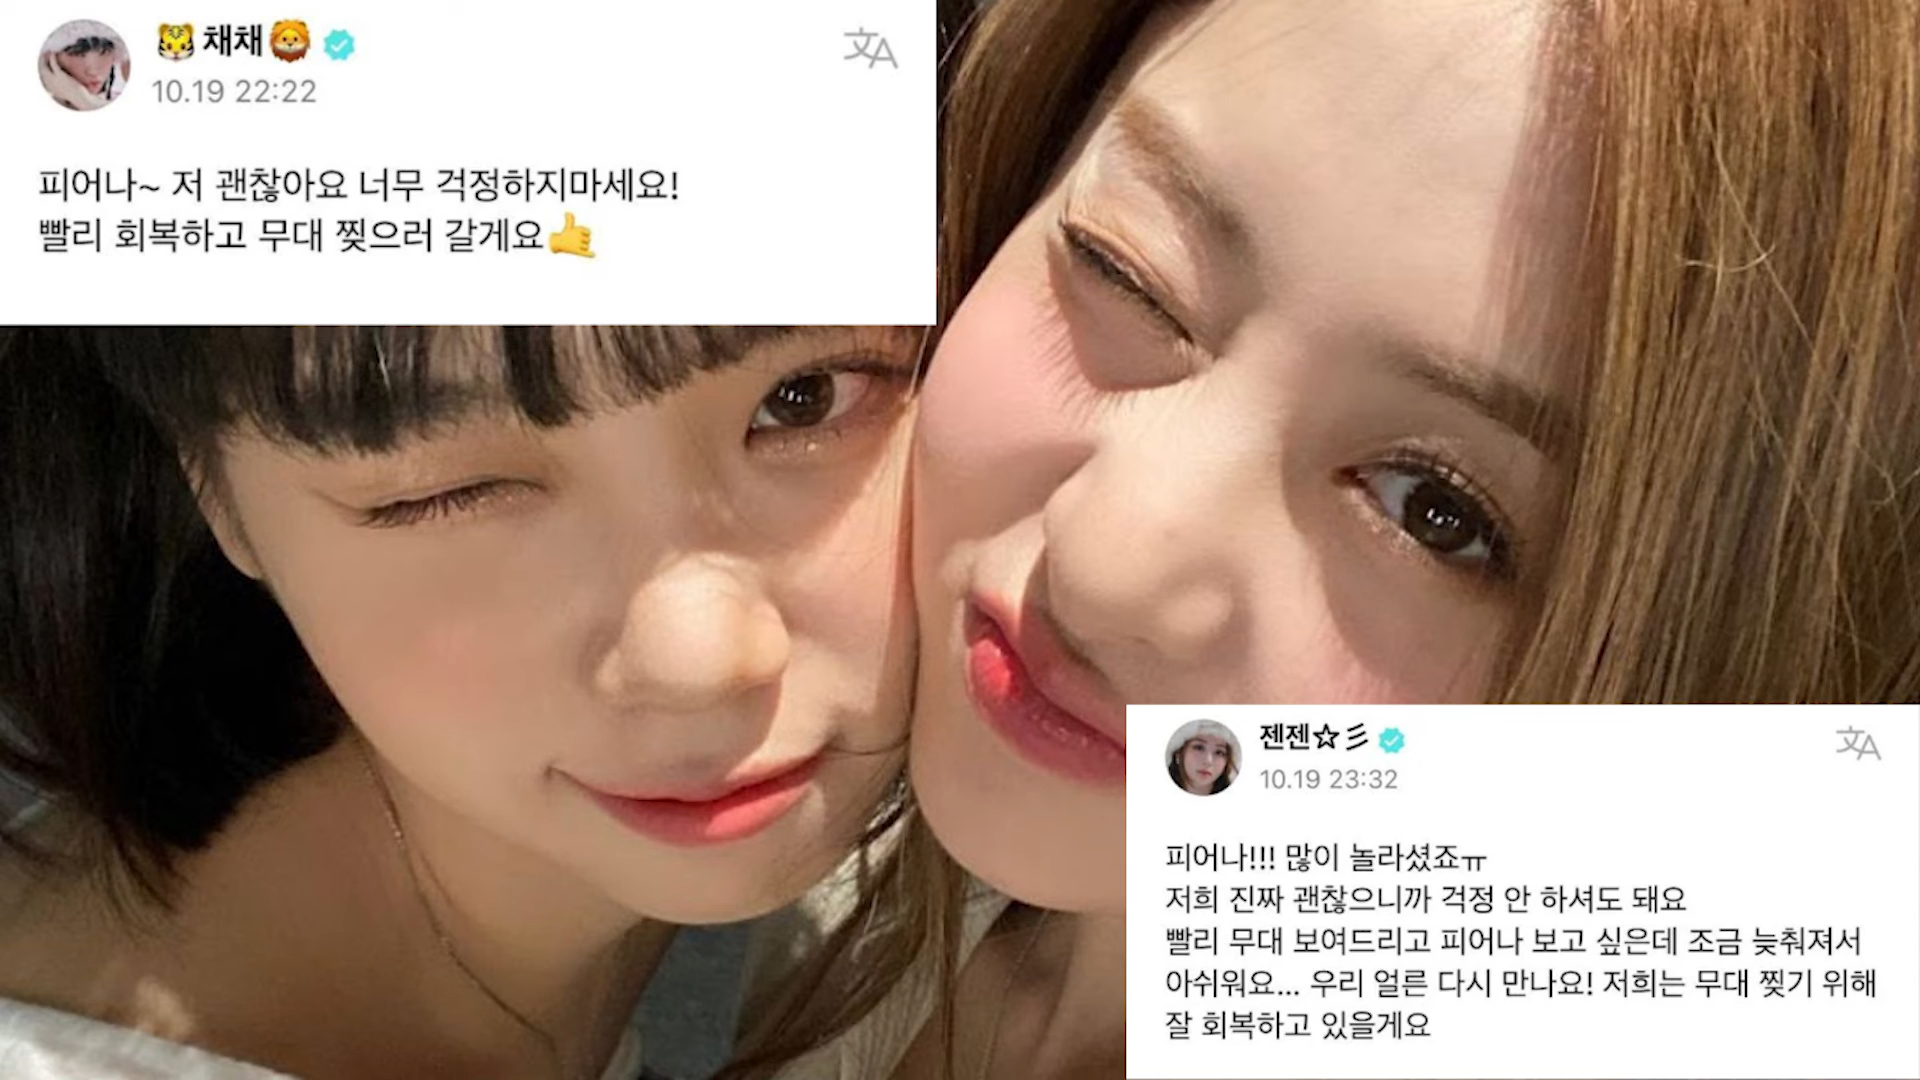 🐯채채🦁
10.19 22:22
피어나~ 저 괜찮아요 너무 걱정하지마세요!
빨리 회복하고 무대 찢으러 갈게요🤙
젠젠☆彡
10.19 23:32
피어나!!! 많이 놀라셨죠ㅠ
저희 진짜 괜찮으니까 걱정 안 하셔도 돼요
빨리 무대 보여드리고 피어나 보고 싶은데 조금 늦춰져서
아쉬워요... 우리 얼른 다시 만나요! 저희는 무대 찢기 위해
잘 회복하고 있을게요